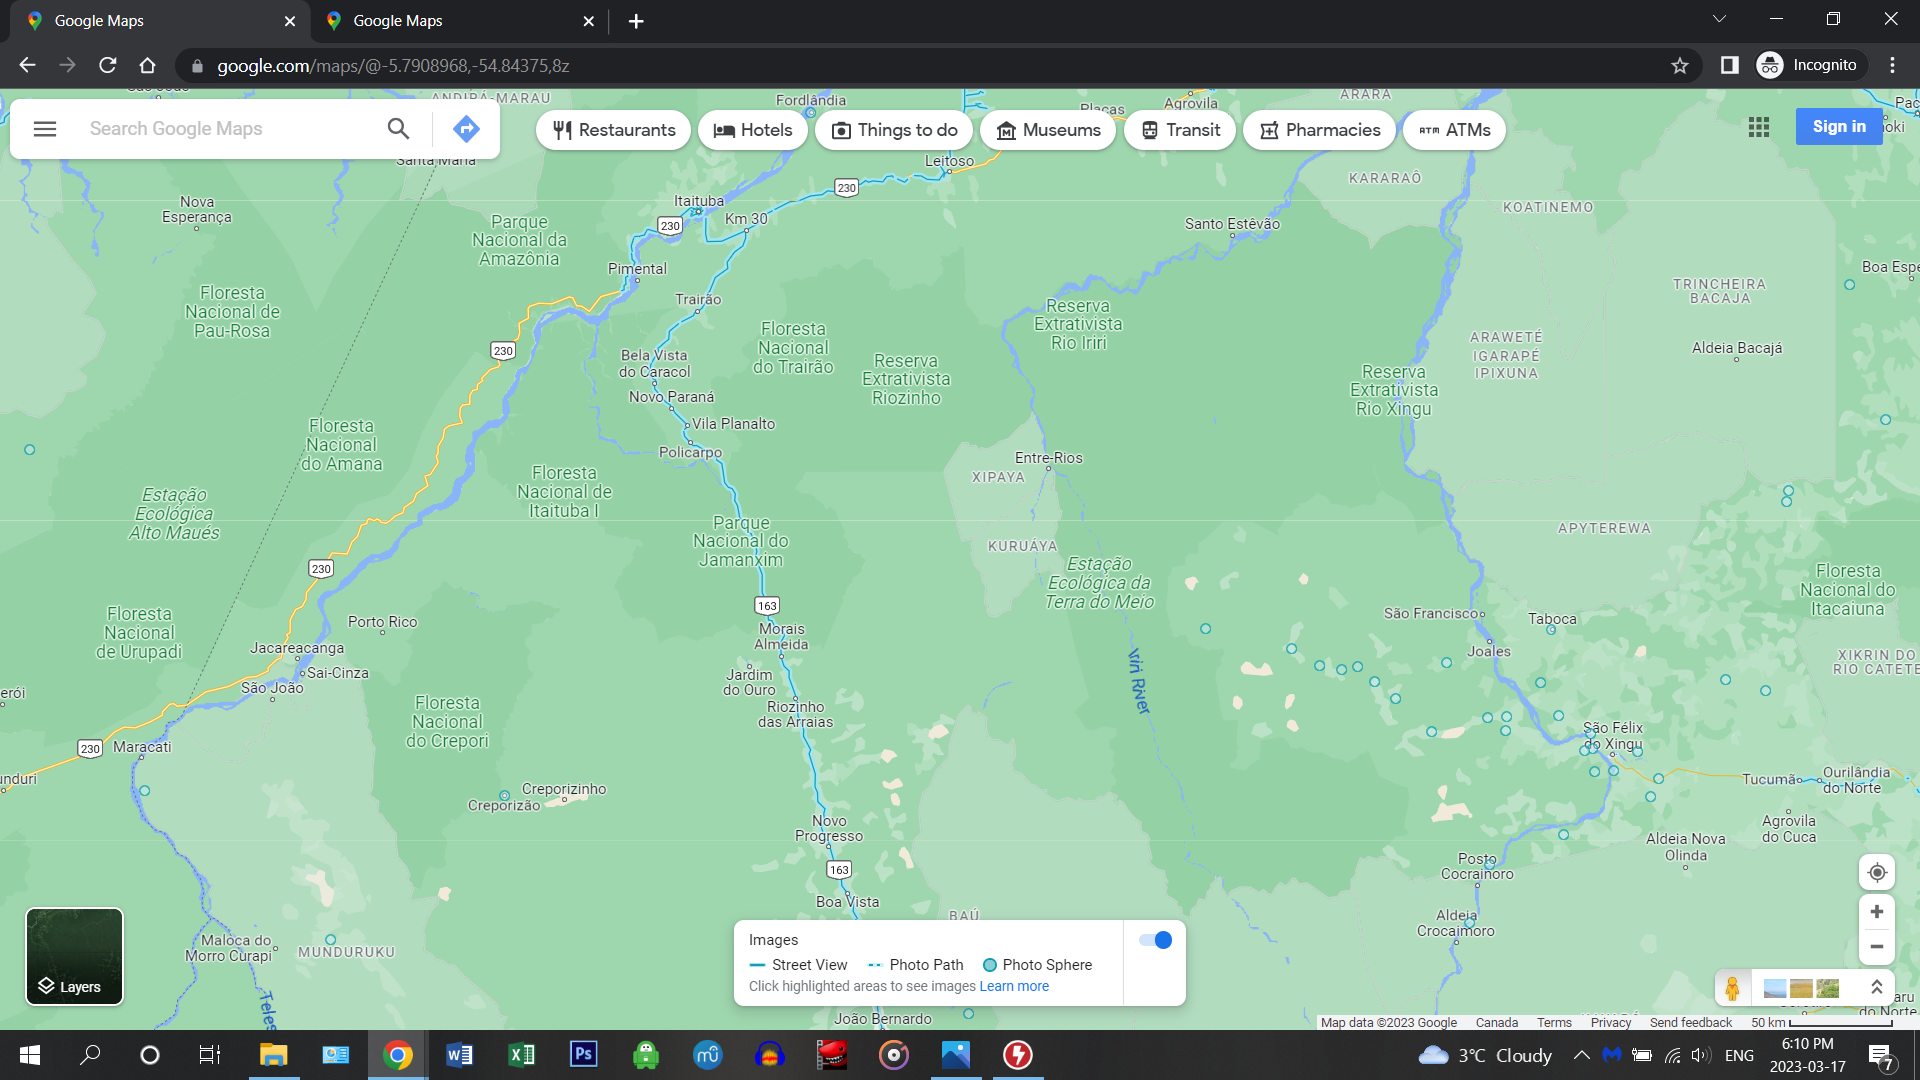 Google Maps
Google Maps
google.com/maps/@-5.7908968,-54.84375,8z
Incognito
Search Google Maps
Restaurants
Hotels
Things to do
Museums
Transit
Pharmacies
ATMs
Sign in
ANDIRÁ-MARAU
Fordlândia
Placas
Agrovila
ARARA
Santa Maria
Leitoso
KARARAÔ
KOATINEMO
230
Nova
Esperança
Itaituba
Km 30
230
Santo Estêvão
Parque
Nacional da
Amazônia
Pimental
Boa Espe
Floresta
Nacional de
Pau-Rosa
Trairão
TRINCHEIRA
BACAJA
Reserva
Extrativista
Rio Iriri
Floresta
Nacional
do Trairão
230
Bela Vista
do Caracol
ARAWETÉ
IGARAPÉ
IPIXUNA
Aldeia Bacajá
Reserva
Extrativista
Riozinho
Reserva
Extrativista
Rio Xingu
Novo Paraná
Vila Planalto
Floresta
Nacional
do Amana
Policarpo
Entre-Rios
XIPAYA
Floresta
Nacional de
Itaituba I
Estação
Ecológica
Alto Maués
Parque
Nacional do
Jamanxim
APYTEREWA
KURUÁYA
Estação
Ecológica da
Terra do Meio
230
Floresta
Nacional do
Itacaiuna
163
Floresta
Nacional
de Urupadi
Porto Rico
São Francisco
Taboca
Morais
Almeida
Jacareacanga
Joales
Sai-Cinza
XIKRIN DO
RIO CATETE
São João
Jardim
do Ouro
erói
Iriri River
Riozinho
das Arraias
Floresta
Nacional
do Crepori
São Félix
do Xingu
230
Maracati
unduri
Tucumã
Ourilândia
do Norte
Creporizinho
Creporizão
Novo
Progresso
Agrovila
do Cuca
Aldeia Nova
Olinda
Posto
Cocrainoro
163
Boa Vista
BAÚ
Aldeia
Crocaimoro
Maloca do
Morro Curapi
MUNDURUKU
Teles
Layers
Images
Street View
Photo Path
Photo Sphere
Click highlighted areas to see images Learn more
João Bernardo
do Norte
Map data ©2023 Google
Canada
Terms
Privacy
Send feedback
50 km
3°C Cloudy
ENG
6:10 PM
2023-03-17
7